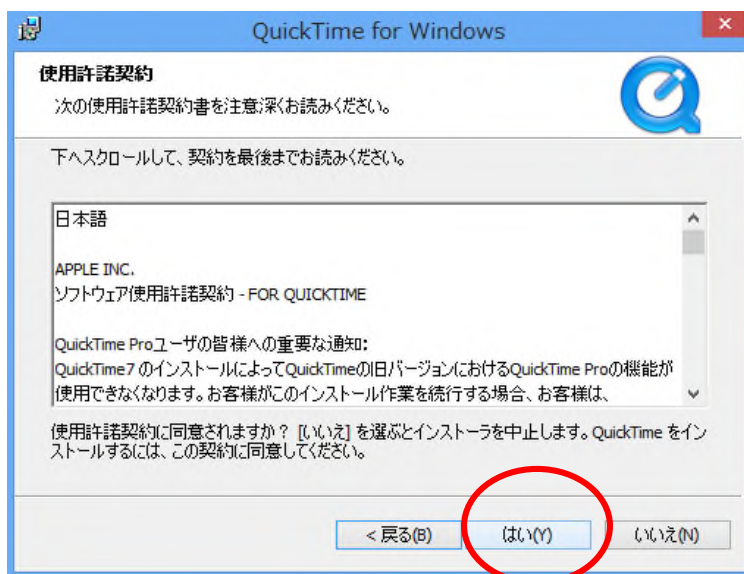 QuickTime for Windows
使用許諾契約
次の使用許諾契約書を注意深くお読みください。
下へスクロールして、契約を最後までお読みください。
日本語
APPLE INC.
ソフトウェア使用許諾契約 - FOR QUICKTIME
QuickTime Proユーザの皆様への重要な通知:
QuickTime7 のインストールによってQuickTimeの旧バージョンにおけるQuickTime Proの機能が
使用できなくなります。お客様がこのインストール作業を続行する場合、お客様は、
使用許諾契約に同意されますか？ [いいえ] を選ぶとインストーラを中止します。QuickTime をイン
ストールするには、この契約に同意してください。
< 戻る(B)
はい(Y)
いいえ(N)